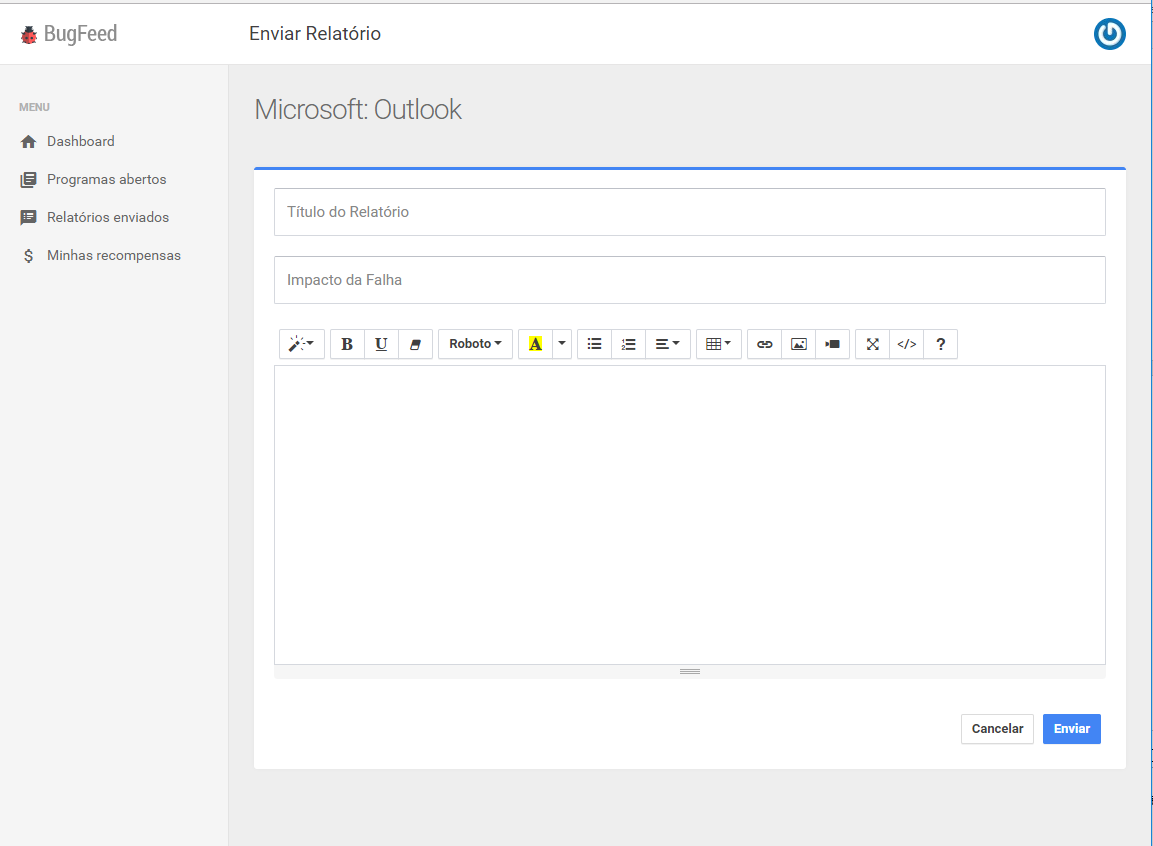 BugFeed
Enviar Relatório
MENU
Dashboard
Programas abertos
Relatórios enviados
Minhas recompensas
Microsoft: Outlook
Título do Relatório
Impacto da Falha
B U Roboto A </> ?
Cancelar Enviar